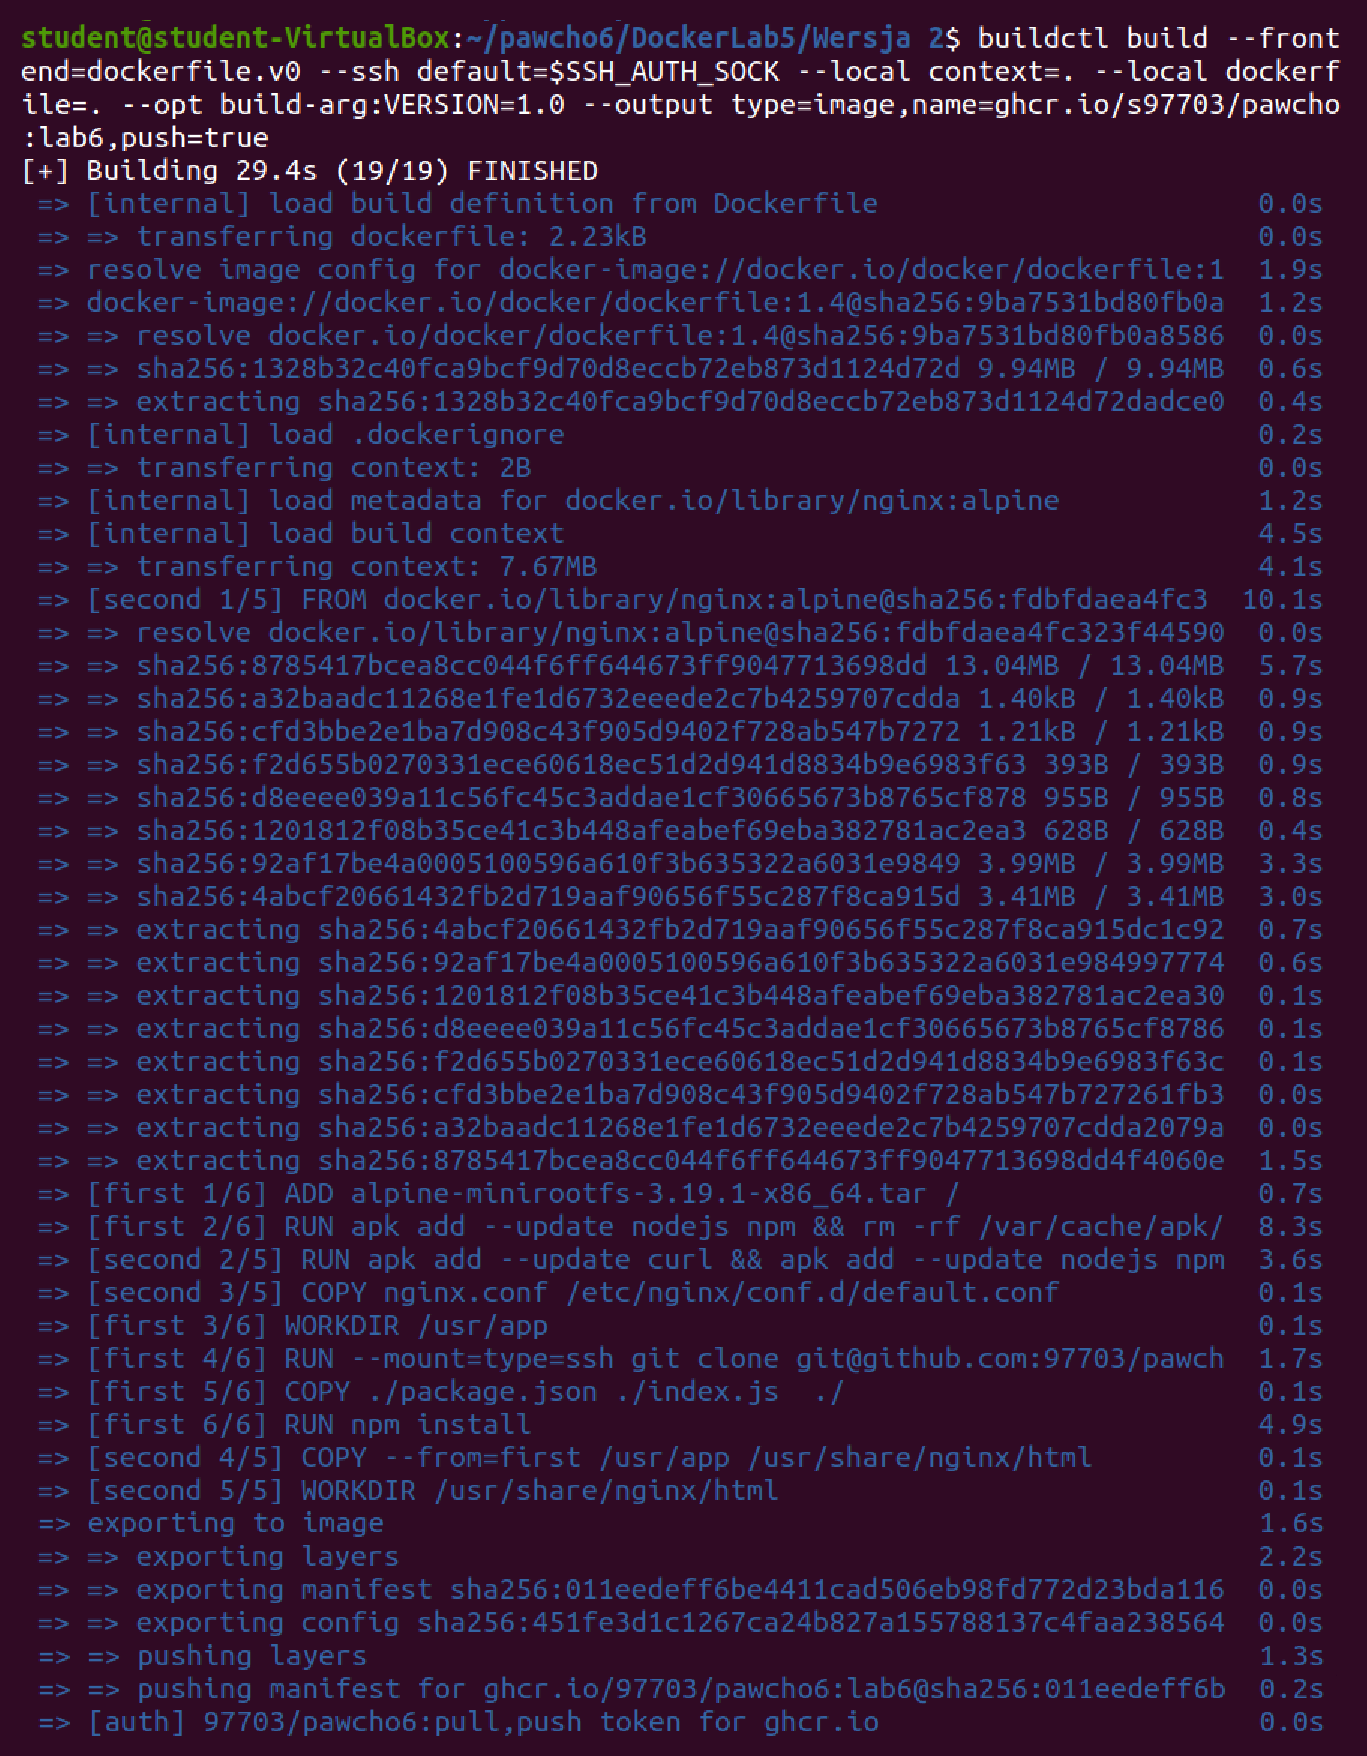 student@student-VirtualBox:~/pawcho6/DockerLab5/Wersja 2$ buildctl build --front
end=dockerfile.v0 --ssh default=$SSH_AUTH_SOCK --local context=. --local dockerf
ile=. --opt build-arg:VERSION=1.0 --output type=image,name=ghcr.io/s97703/pawcho
:lab6,push=true
[+] Building 29.4s (19/19) FINISHED
=> [internal] load build definition from Dockerfile 0.0s
=> => transferring dockerfile: 2.23kB 0.0s
=> resolve image config for docker-image://docker.io/docker/dockerfile:1 1.9s
=> docker-image://docker.io/docker/dockerfile:1.4@sha256:9ba7531bd80fb0a 1.2s
=> => resolve docker.io/docker/dockerfile:1.4@sha256:9ba7531bd80fb0a8586 0.0s
=> => sha256:1328b32c40fca9bcf9d70d8eccb72eb873d1124d72d 9.94MB / 9.94MB 0.6s
=> => extracting sha256:1328b32c40fca9bcf9d70d8eccb72eb873d1124d72dadce0 0.4s
=> [internal] load .dockerignore 0.2s
=> => transferring context: 2B 0.0s
=> [internal] load metadata for docker.io/library/nginx:alpine 1.2s
=> [internal] load build context 4.5s
=> => transferring context: 7.67MB 4.1s
=> [second 1/5] FROM docker.io/library/nginx:alpine@sha256:fdbfdaea4fc3 10.1s
=> => resolve docker.io/library/nginx:alpine@sha256:fdbfdaea4fc323f44590 0.0s
=> => sha256:8785417bcea8cc044f6ff644673ff9047713698dd 13.04MB / 13.04MB 5.7s
=> => sha256:a32baadc11268e1fe1d6732eeede2c7b4259707cdda 1.40kB / 1.40kB 0.9s
=> => sha256:cfd3bbe2e1ba7d908c43f905d9402f728ab547b7272 1.21kB / 1.21kB 0.9s
=> => sha256:f2d655b0270331ece60618ec51d2d941d8834b9e6983f63 393B / 393B 0.9s
=> => sha256:d8eeee039a11c56fc45c3addae1cf30665673b8765cf878 955B / 955B 0.8s
=> => sha256:1201812f08b35ce41c3b448afeabef69eba382781ac2ea3 628B / 628B 0.4s
=> => sha256:92af17be4a0005100596a610f3b635322a6031e9849 3.99MB / 3.99MB 3.3s
=> => sha256:4abcf20661432fb2d719aaf90656f55c287f8ca915d 3.41MB / 3.41MB 3.0s
=> => extracting sha256:4abcf20661432fb2d719aaf90656f55c287f8ca915dc1c92 0.7s
=> => extracting sha256:92af17be4a0005100596a610f3b635322a6031e984997774 0.6s
=> => extracting sha256:1201812f08b35ce41c3b448afeabef69eba382781ac2ea30 0.1s
=> => extracting sha256:d8eeee039a11c56fc45c3addae1cf30665673b8765cf8786 0.1s
=> => extracting sha256:f2d655b0270331ece60618ec51d2d941d8834b9e6983f63c 0.1s
=> => extracting sha256:cfd3bbe2e1ba7d908c43f905d9402f728ab547b727261fb3 0.0s
=> => extracting sha256:a32baadc11268e1fe1d6732eeede2c7b4259707cdda2079a 0.0s
=> => extracting sha256:8785417bcea8cc044f6ff644673ff9047713698dd4f4060e 1.5s
=> [first 1/6] ADD alpine-minirootfs-3.19.1-x86_64.tar / 0.7s
=> [first 2/6] RUN apk add --update nodejs npm && rm -rf /var/cache/apk/ 8.3s
=> [second 2/5] RUN apk add --update curl && apk add --update nodejs npm 3.6s
=> [second 3/5] COPY nginx.conf /etc/nginx/conf.d/default.conf 0.1s
=> [first 3/6] WORKDIR /usr/app 0.1s
=> [first 4/6] RUN --mount=type=ssh git clone git@github.com:97703/pawch 1.7s
=> [first 5/6] COPY ./package.json ./index.js  ./ 0.1s
=> [first 6/6] RUN npm install 4.9s
=> [second 4/5] COPY --from=first /usr/app /usr/share/nginx/html 0.1s
=> [second 5/5] WORKDIR /usr/share/nginx/html 0.1s
=> exporting to image 1.6s
=> => exporting layers 2.2s
=> => exporting manifest sha256:011eedeff6be4411cad506eb98fd772d23bda116 0.0s
=> => exporting config sha256:451fe3d1c1267ca24b827a155788137c4faa238564 0.0s
=> => pushing layers 1.3s
=> => pushing manifest for ghcr.io/97703/pawcho6:lab6@sha256:011eedeff6b 0.2s
=> [auth] 97703/pawcho6:pull,push token for ghcr.io 0.0s